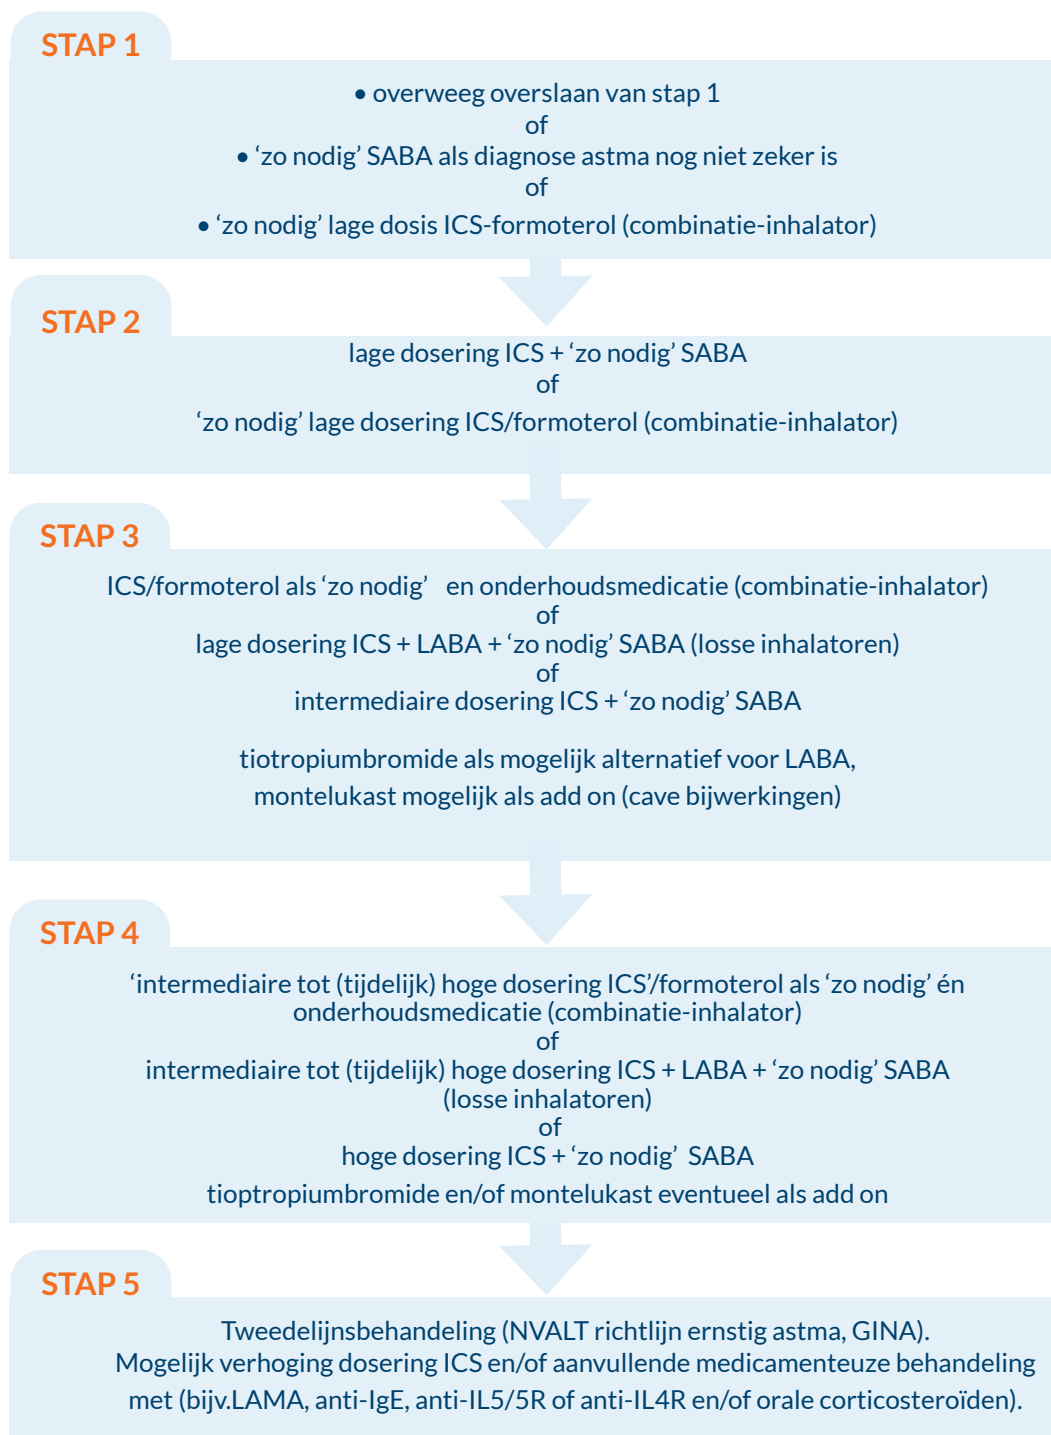 STAP 1
• overweeg overslaan van stap 1
of
• ‘zo nodig’ SABA als diagnose astma nog niet zeker is
of
• ‘zo nodig’ lage dosis ICS-formoterol (combinatie-inhalator)
STAP 2
lage dosering ICS + ‘zo nodig’ SABA
of
‘zo nodig’ lage dosering ICS/formoterol (combinatie-inhalator)
STAP 3
ICS/formoterol als ‘zo nodig’ en onderhoudsmedicatie (combinatie-inhalator)
of
lage dosering ICS + LABA + ‘zo nodig’ SABA (losse inhalatoren)
of
intermediaire dosering ICS + ‘zo nodig’ SABA
tiotropiumbromide als mogelijk alternatief voor LABA,
montelukast mogelijk als add on (cave bijwerkingen)
STAP 4
‘intermediaire tot (tijdelijk) hoge dosering ICS’/formoterol als ‘zo nodig’ én
onderhoudsmedicatie (combinatie-inhalator)
of
intermediaire tot (tijdelijk) hoge dosering ICS + LABA + ‘zo nodig’ SABA
(losse inhalatoren)
of
hoge dosering ICS + ‘zo nodig’ SABA
tioptropiumbromide en/of montelukast eventueel als add on
STAP 5
Tweedelijnsbehandeling (NVALT richtlijn ernstig astma, GINA).
Mogelijk verhoging dosering ICS en/of aanvullende medicamenteuze behandeling
met (bijv.LAMA, anti-IgE, anti-IL5/5R of anti-IL4R en/of orale corticosteroïden).